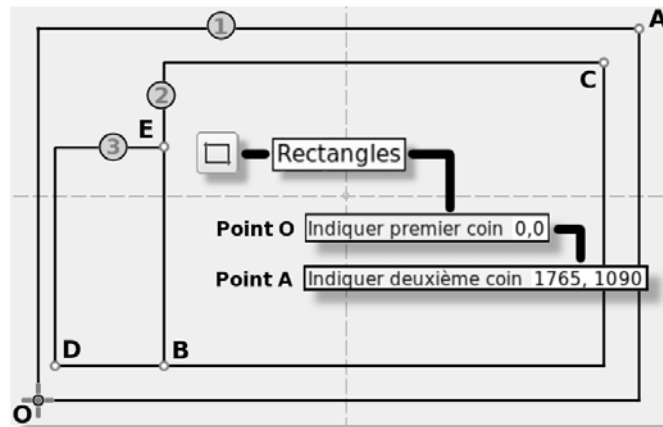 1
A
2
C
3
E
Rectangles
Point O Indiquer premier coin 0,0
Point A Indiquer deuxième coin 1765, 1090
D
B
O